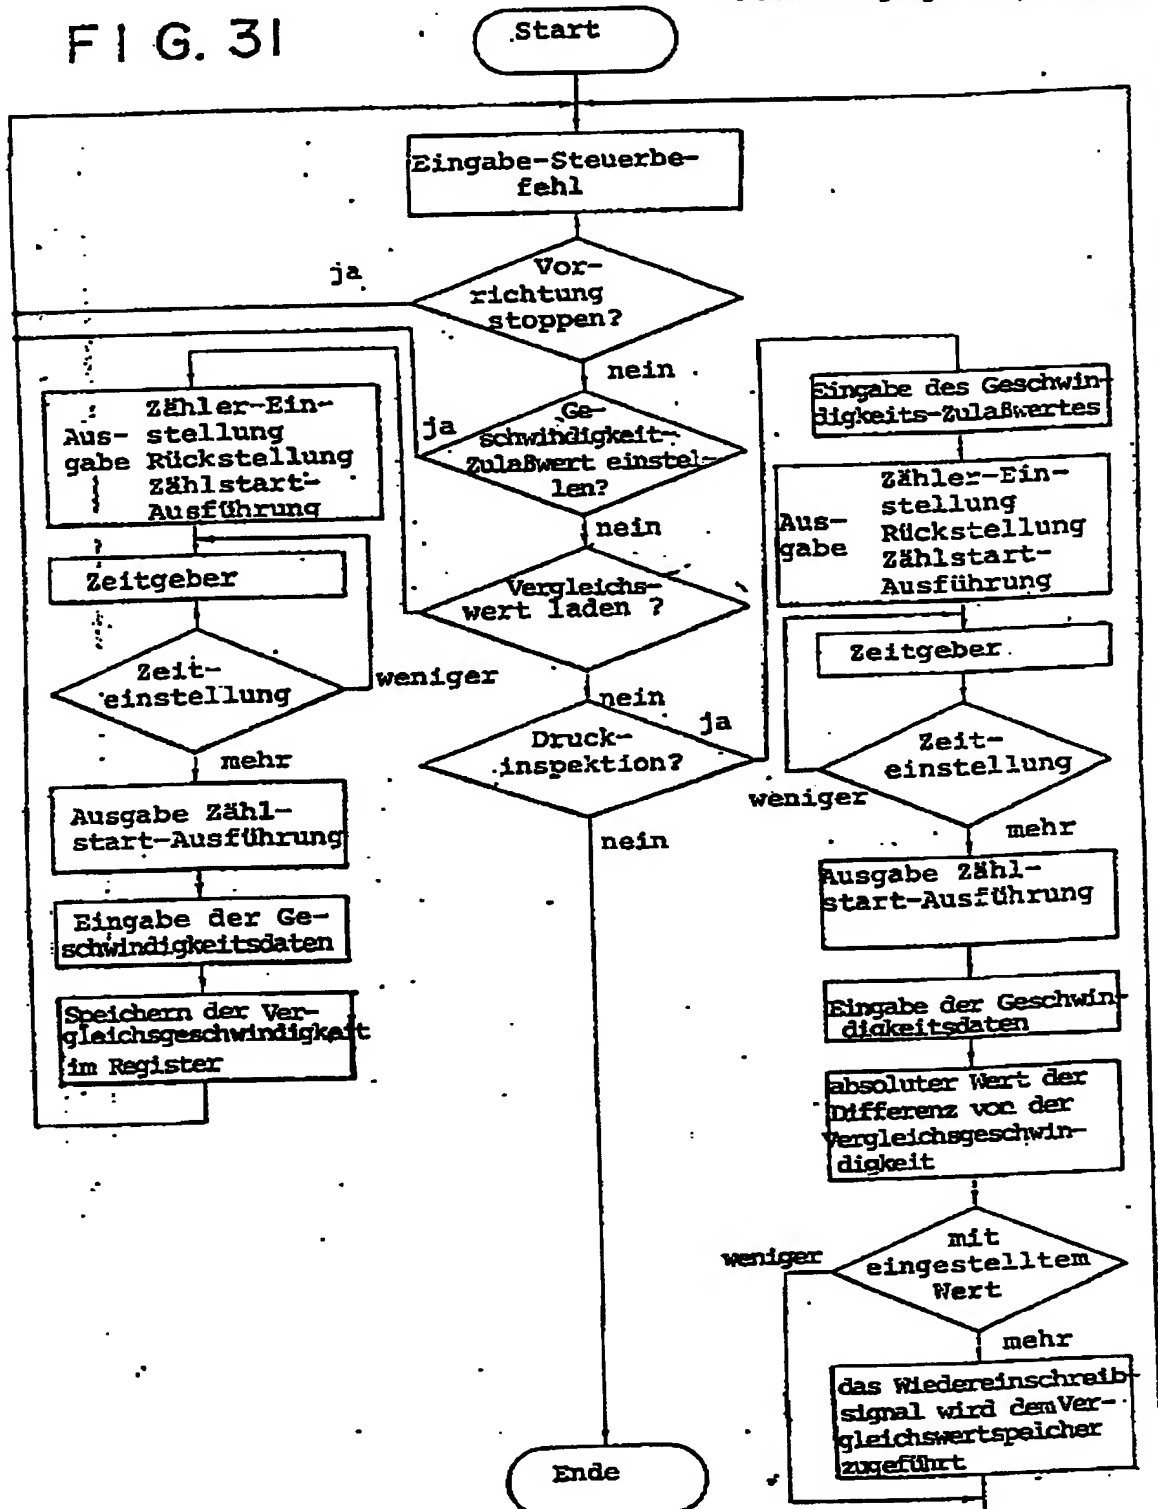 FIG. 31
Start
Eingabe-Steuerbe-
fehl
Vor-
richtung
stoppen?
ja
nein
Ge-
schwindigkeit-
Zulaßwert einstel-
len?
ja
nein
Vergleichs-
wert laden ?
nein
Druck-
inspektion?
ja
nein
Ende
Aus-
gabe
Zähler-Ein-
stellung
Rückstellung
Zählstart-
Ausführung
Zeitgeber
Zeit-
einstellung
weniger
mehr
Ausgabe Zähl-
start-Ausführung
Eingabe der Ge-
schwindigkeitsdaten
Speichern der Ver-
gleichsgeschwindigkeit
im Register
Eingabe des Geschwin-
digkeits-Zulaßwertes
Aus-
gabe
Zähler-Ein-
stellung
Rückstellung
Zählstart-
Ausführung
Zeitgeber
Zeit-
einstellung
weniger
mehr
Ausgabe Zähl-
start-Ausführung
Eingabe der Geschwin-
digkeitsdaten
absoluter Wert der
Differenz von der
Vergleichsgeschwin-
digkeit
mit
eingestelltem
Wert
weniger
mehr
das Wiedereinschreib-
signal wird dem Ver-
gleichswertspeicher
zugeführt